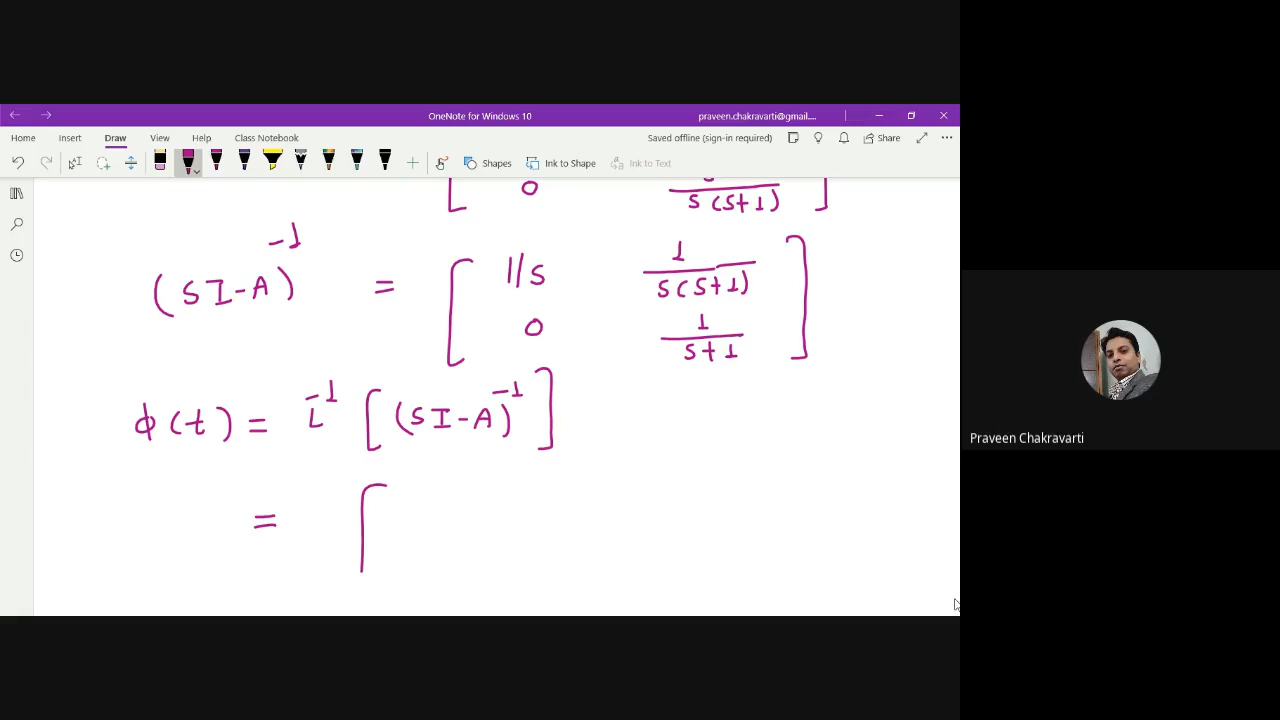 OneNote for Windows 10
praveen.chakravarti@gmail....
Home Insert Draw View Help Class Notebook
Saved offline (sign-in required) Share
Shapes Ink to Shape Ink to Text
0 s(s+1)
(SI-A)^-1 = [ 1/s 1/s(s+1)
0 1/s+1 ]
φ(t) = L^-1 [(SI-A)^-1]
= [
Praveen Chakravarti